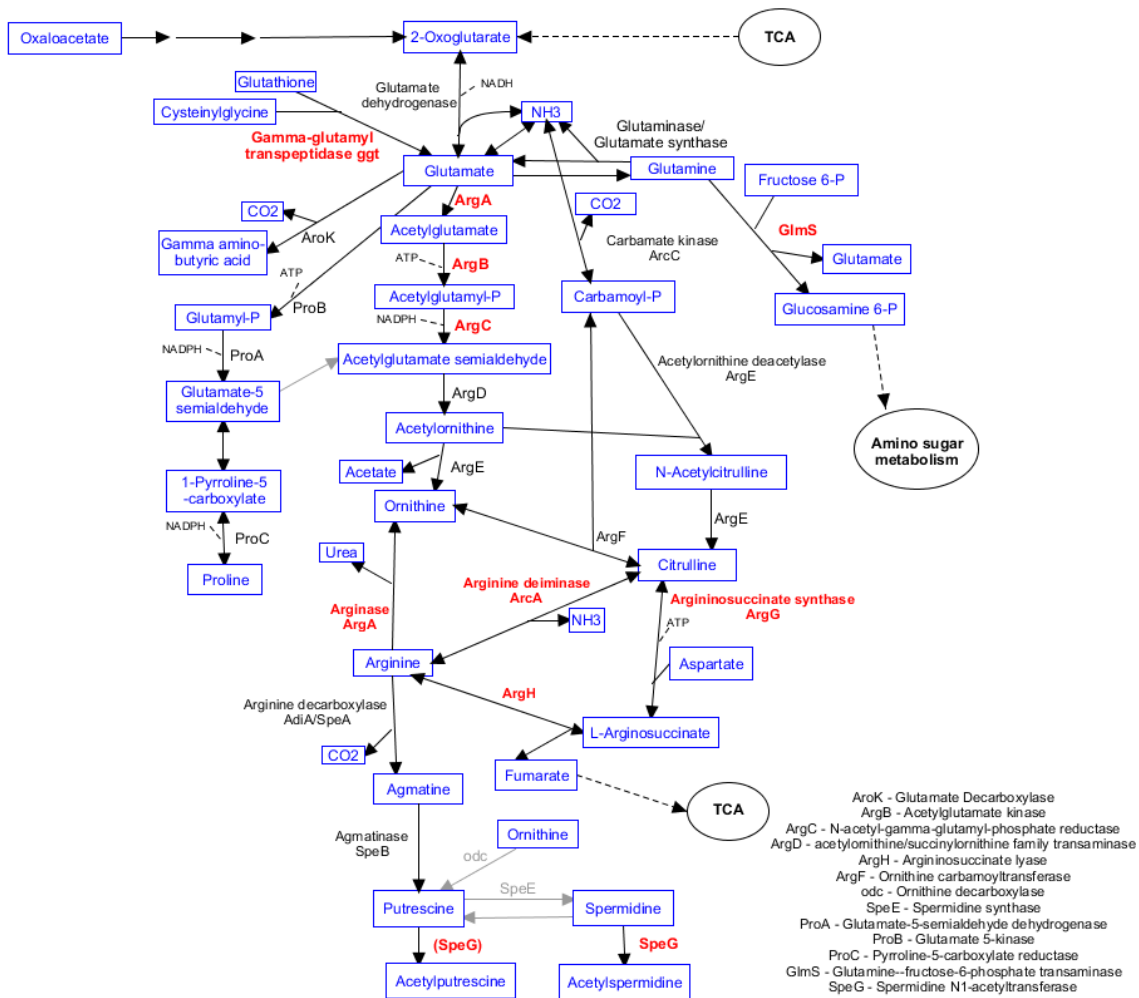 Oxaloacetate
2-Oxoglutarate
TCA
Glutathione
Cysteinylglycine
Glutamate
dehydrogenase
NADH
NH3
Gamma-glutamyl
transpeptidase ggt
Glutaminase/
Glutamate synthase
Glutamate
Glutamine
Fructose 6-P
CO2
AroK
ArgA
CO2
GlmS
Gamma amino-
butyric acid
Acetylglutamate
Carbamate kinase
ArcC
Glutamate
ATP
ProB
ATP
ArgB
Glutamyl-P
Acetylglutamyl-P
Carbamoyl-P
Glucosamine 6-P
NADPH
ArgC
NADPH
ProA
Acetylglutamate semialdehyde
Acetylornithine deacetylase
ArgE
Glutamate-5
semialdehyde
ArgD
Acetylornithine
Amino sugar
metabolism
Acetate
ArgE
N-Acetylcitrulline
1-Pyrroline-5
-carboxylate
Ornithine
ArgE
NADPH
ProC
ArgF
Urea
Proline
Citrulline
Arginine deiminase
ArcA
Arginase
ArgA
Argininosuccinate synthase
ArgG
NH3
ATP
Arginine
Aspartate
Arginine decarboxylase
AdiA/SpeA
ArgH
L-Arginosuccinate
CO2
Fumarate
Agmatine
TCA
Agmatinase
SpeB
Ornithine
odc
SpeE
Putrescine
Spermidine
(SpeG)
SpeG
Acetylputrescine
Acetylspermidine
AroK - Glutamate Decarboxylase
ArgB - Acetylglutamate kinase
ArgC - N-acetyl-gamma-glutamyl-phosphate reductase
ArgD - acetylornithine/succinylornithine family transaminase
ArgH - Argininosuccinate lyase
ArgF - Ornithine carbamoyltransferase
odc - Ornithine decarboxylase
SpeE - Spermidine synthase
ProA - Glutamate-5-semialdehyde dehydrogenase
ProB - Glutamate 5-kinase
ProC - Pyrroline-5-carboxylate reductase
GlmS - Glutamine--fructose-6-phosphate transaminase
SpeG - Spermidine N1-acetyltransferase